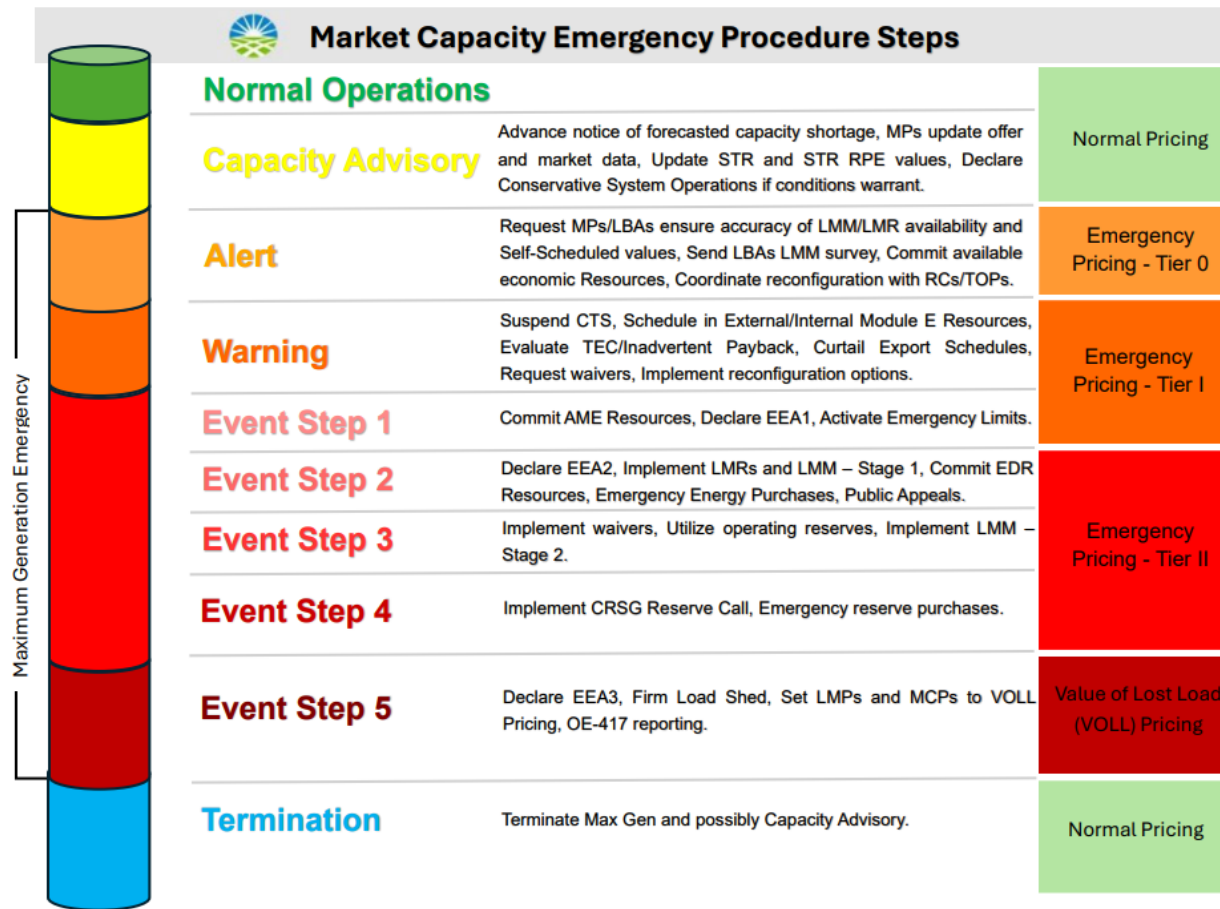 Market Capacity Emergency Procedure Steps
Normal Operations
Normal Pricing
Capacity Advisory
Advance notice of forecasted capacity shortage, MPs update offer
and market data, Update STR and STR RPE values, Declare
Conservative System Operations if conditions warrant.
Maximum Generation Emergency
Alert
Request MPs/LBAs ensure accuracy of LMM/LMR availability and
Self-Scheduled values, Send LBAs LMM survey, Commit available
economic Resources, Coordinate reconfiguration with RCs/TOPs.
Emergency
Pricing - Tier 0
Warning
Suspend CTS, Schedule in External/Internal Module E Resources,
Evaluate TEC/Inadvertent Payback, Curtail Export Schedules,
Request waivers, Implement reconfiguration options.
Emergency
Pricing - Tier I
Event Step 1
Commit AME Resources, Declare EEA1, Activate Emergency Limits.
Event Step 2
Declare EEA2, Implement LMRs and LMM – Stage 1, Commit EDR
Resources, Emergency Energy Purchases, Public Appeals.
Event Step 3
Implement waivers, Utilize operating reserves, Implement LMM –
Stage 2.
Emergency
Pricing - Tier II
Event Step 4
Implement CRSG Reserve Call, Emergency reserve purchases.
Event Step 5
Declare EEA3, Firm Load Shed, Set LMPs and MCPs to VOLL
Pricing, OE-417 reporting.
Value of Lost Load
(VOLL) Pricing
Termination
Terminate Max Gen and possibly Capacity Advisory.
Normal Pricing